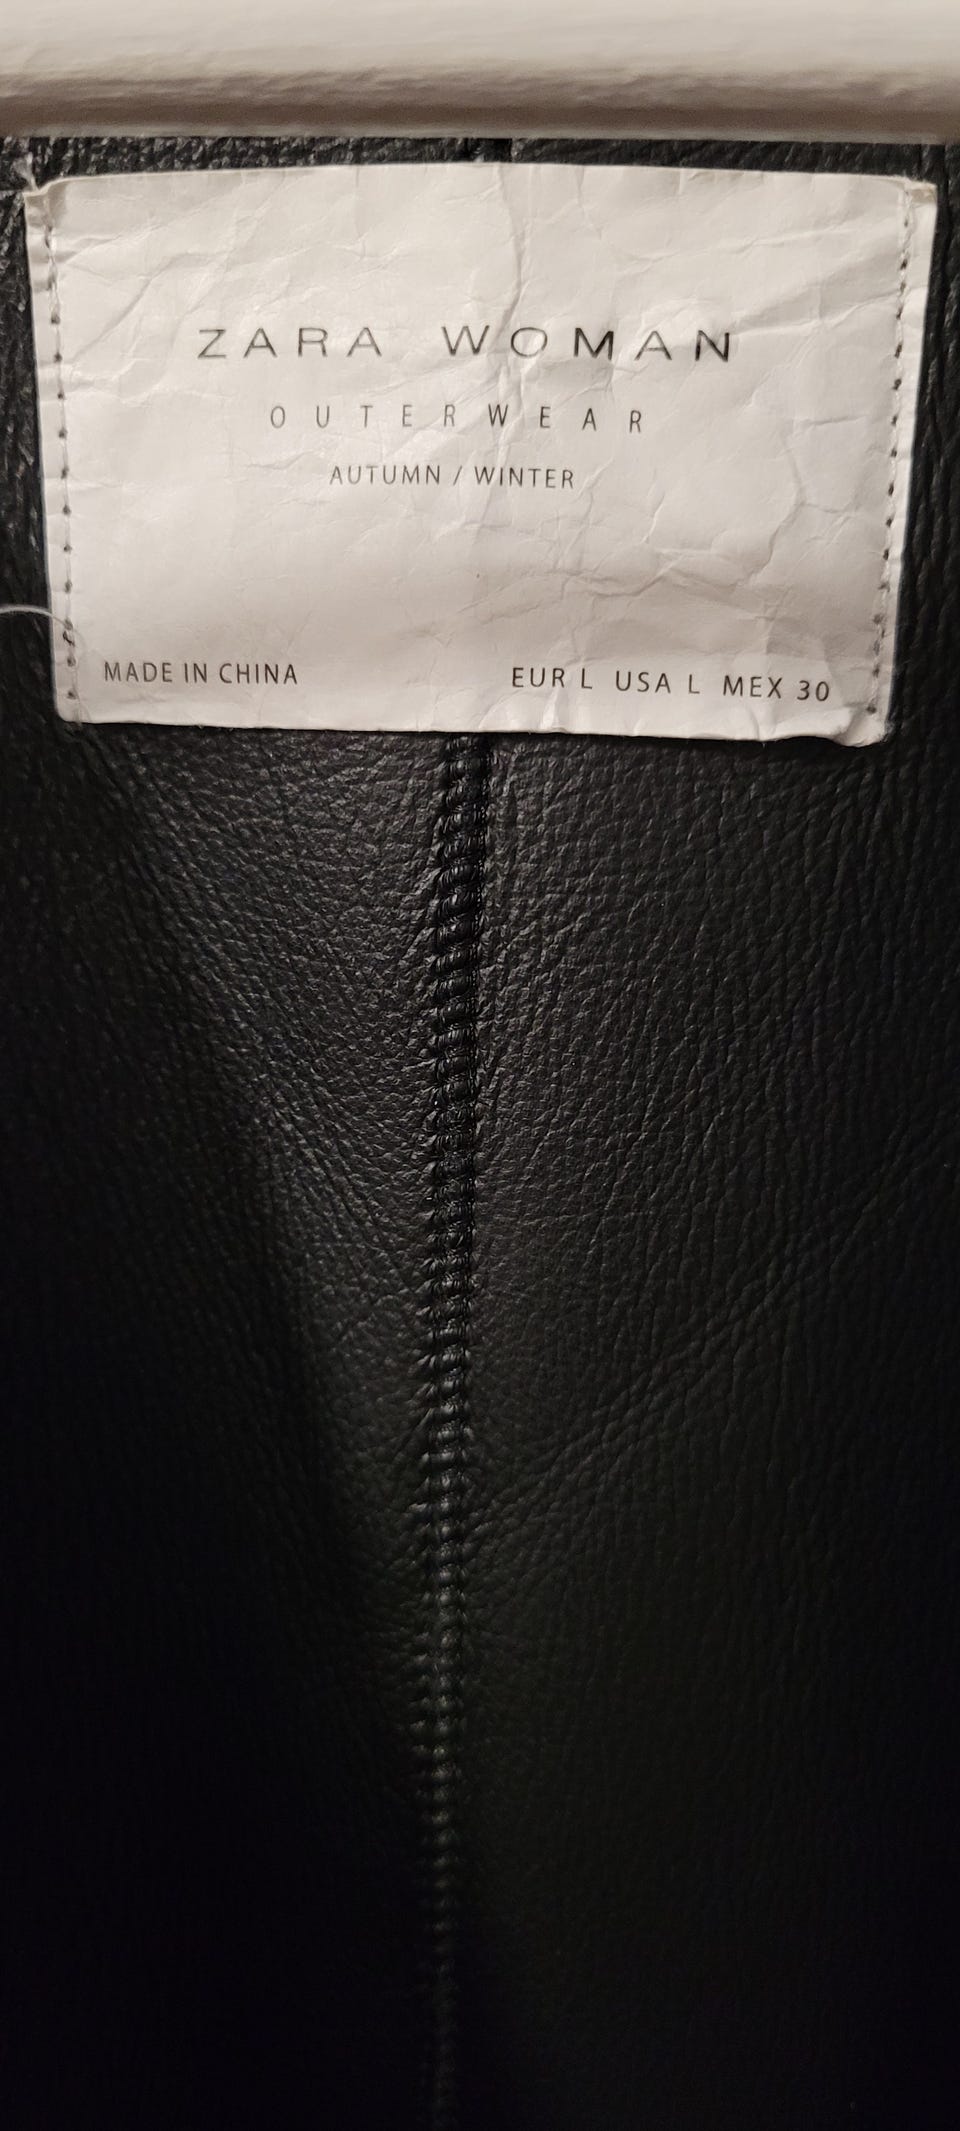 ZARA WOMAN
OUTERWEAR
AUTUMN / WINTER
MADE IN CHINA EUR L USA L MEX 30